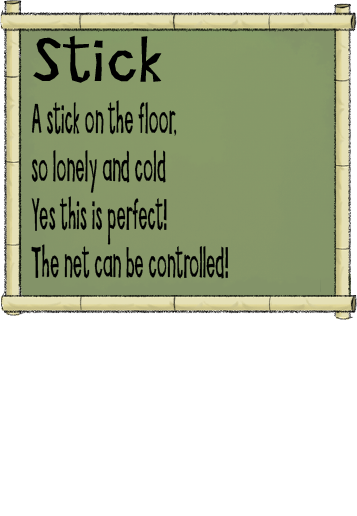 Stick
A stick on the floor,
so lonely and cold
Yes this is perfect!
The net can be controlled!